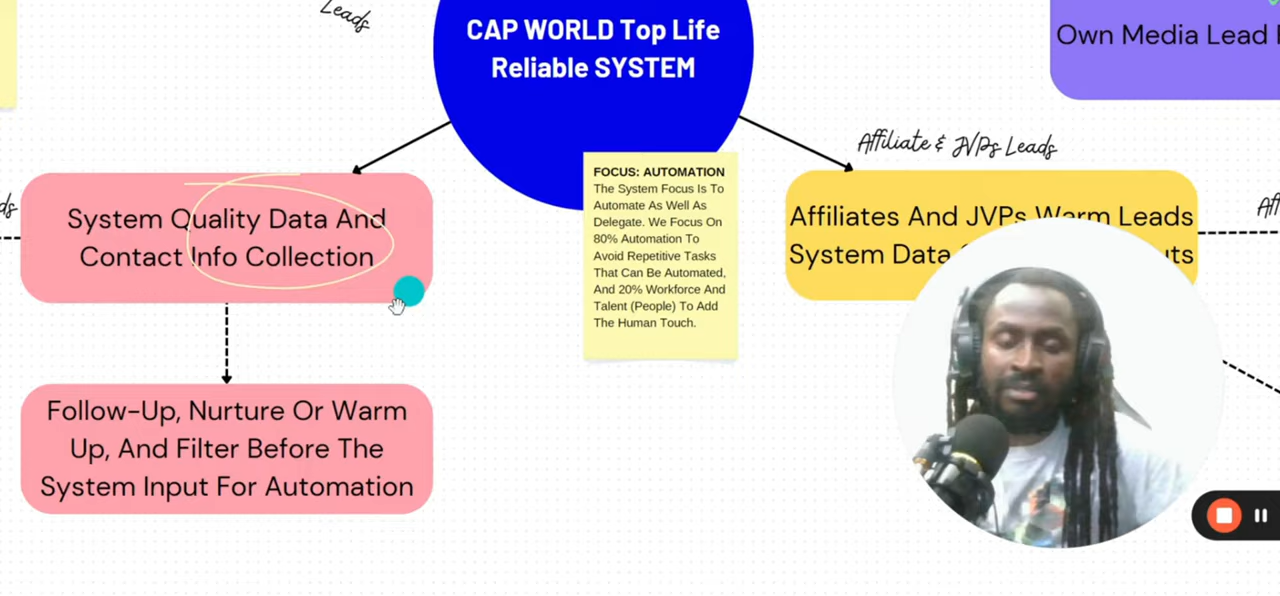 Leads
CAP WORLD Top Life
Reliable SYSTEM
Own Media Lead
Affiliate & JVPs Leads
System Quality Data And
Contact Info Collection
FOCUS: AUTOMATION
The System Focus Is To
Automate As Well As
Delegate. We Focus On
80% Automation To
Avoid Repetitive Tasks
That Can Be Automated,
And 20% Workforce And
Talent (People) To Add
The Human Touch.
Affiliates And JVPs Warm Leads
System Data
Follow-Up, Nurture Or Warm
Up, And Filter Before The
System Input For Automation